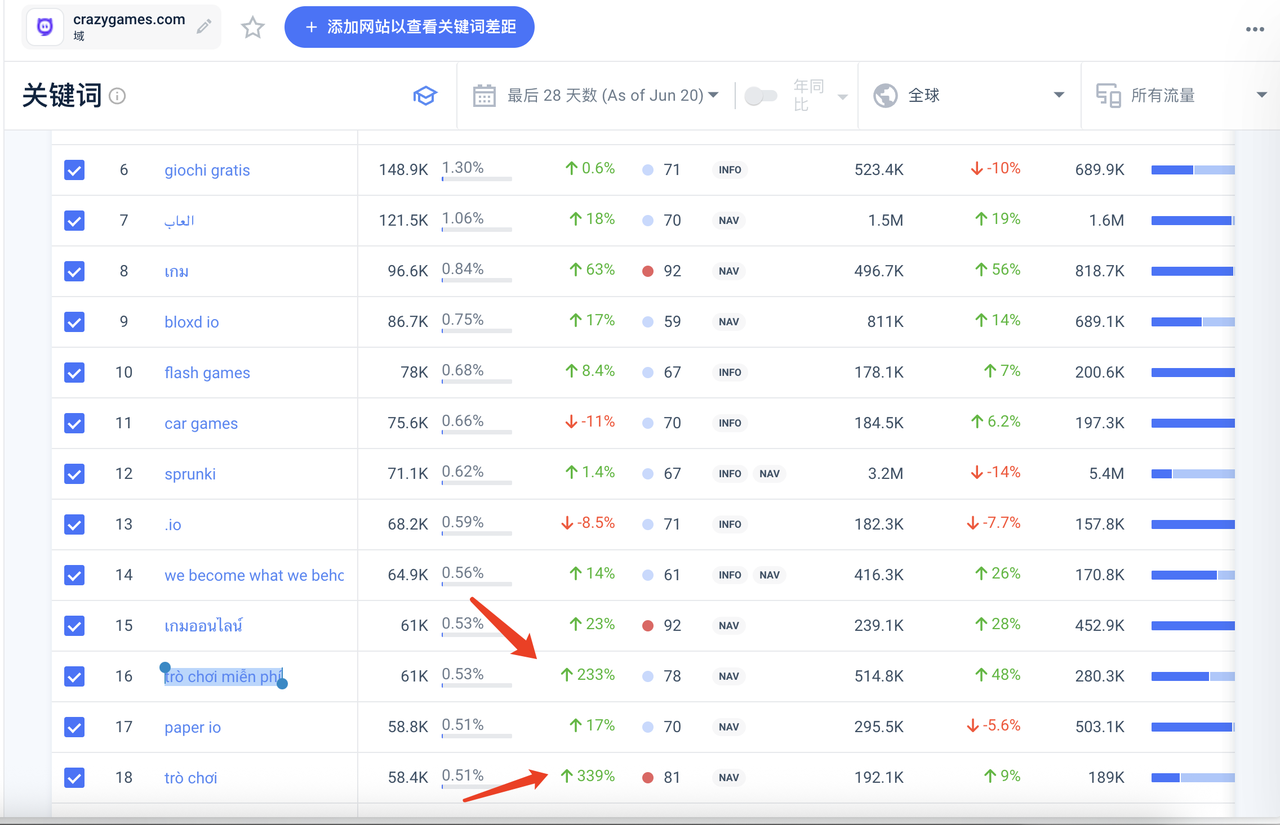 crazygames.com
域
+ 添加网站以查看关键词差距
关键词
最后 28 天数 (As of Jun 20)
年同比
全球
所有流量
6 giochi gratis 148.9K 1.30% ↑ 0.6% 71 INFO 523.4K ↓ -10% 689.9K
7 العاب 121.5K 1.06% ↑ 18% 70 NAV 1.5M ↑ 19% 1.6M
8 เกม 96.6K 0.84% ↑ 63% 92 NAV 496.7K ↑ 56% 818.7K
9 bloxd io 86.7K 0.75% ↑ 17% 59 NAV 811K ↑ 14% 689.1K
10 flash games 78K 0.68% ↑ 8.4% 67 INFO 178.1K ↑ 7% 200.6K
11 car games 75.6K 0.66% ↓ -11% 70 INFO 184.5K ↑ 6.2% 197.3K
12 sprunki 71.1K 0.62% ↑ 1.4% 67 INFO NAV 3.2M ↓ -14% 5.4M
13 .io 68.2K 0.59% ↓ -8.5% 71 INFO 182.3K ↓ -7.7% 157.8K
14 we become what we beho 64.9K 0.56% ↑ 14% 61 INFO NAV 416.3K ↑ 26% 170.8K
15 เกมออนไลน์ 61K 0.53% ↑ 23% 92 NAV 239.1K ↑ 28% 452.9K
16 trò chơi miễn phí 61K 0.53% ↑ 233% 78 NAV 514.8K ↑ 48% 280.3K
17 paper io 58.8K 0.51% ↑ 17% 70 NAV 295.5K ↓ -5.6% 503.1K
18 trò chơi 58.4K 0.51% ↑ 339% 81 NAV 192.1K ↑ 9% 189K